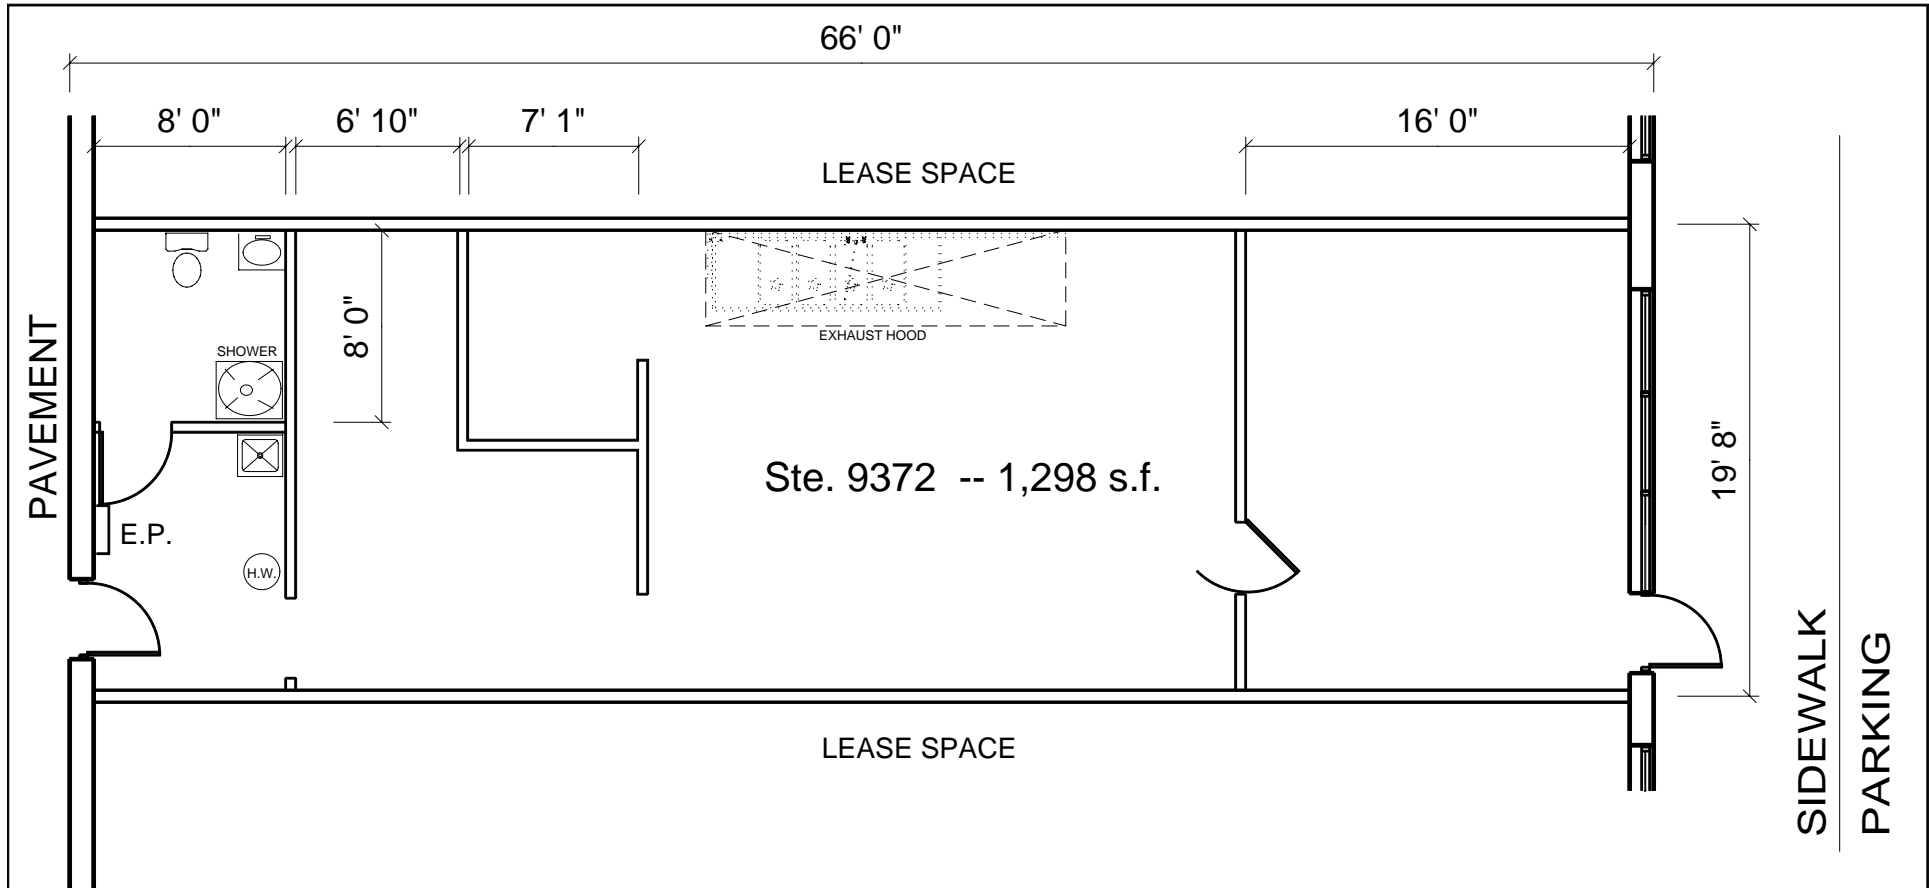 66' 0"
8' 0"
6' 10"
7' 1"
16' 0"
LEASE SPACE
8' 0"
SHOWER
EXHAUST HOOD
PAVEMENT
Ste. 9372 -- 1,298 s.f.
19' 8"
E.P.
H.W.
LEASE SPACE
SIDEWALK
PARKING